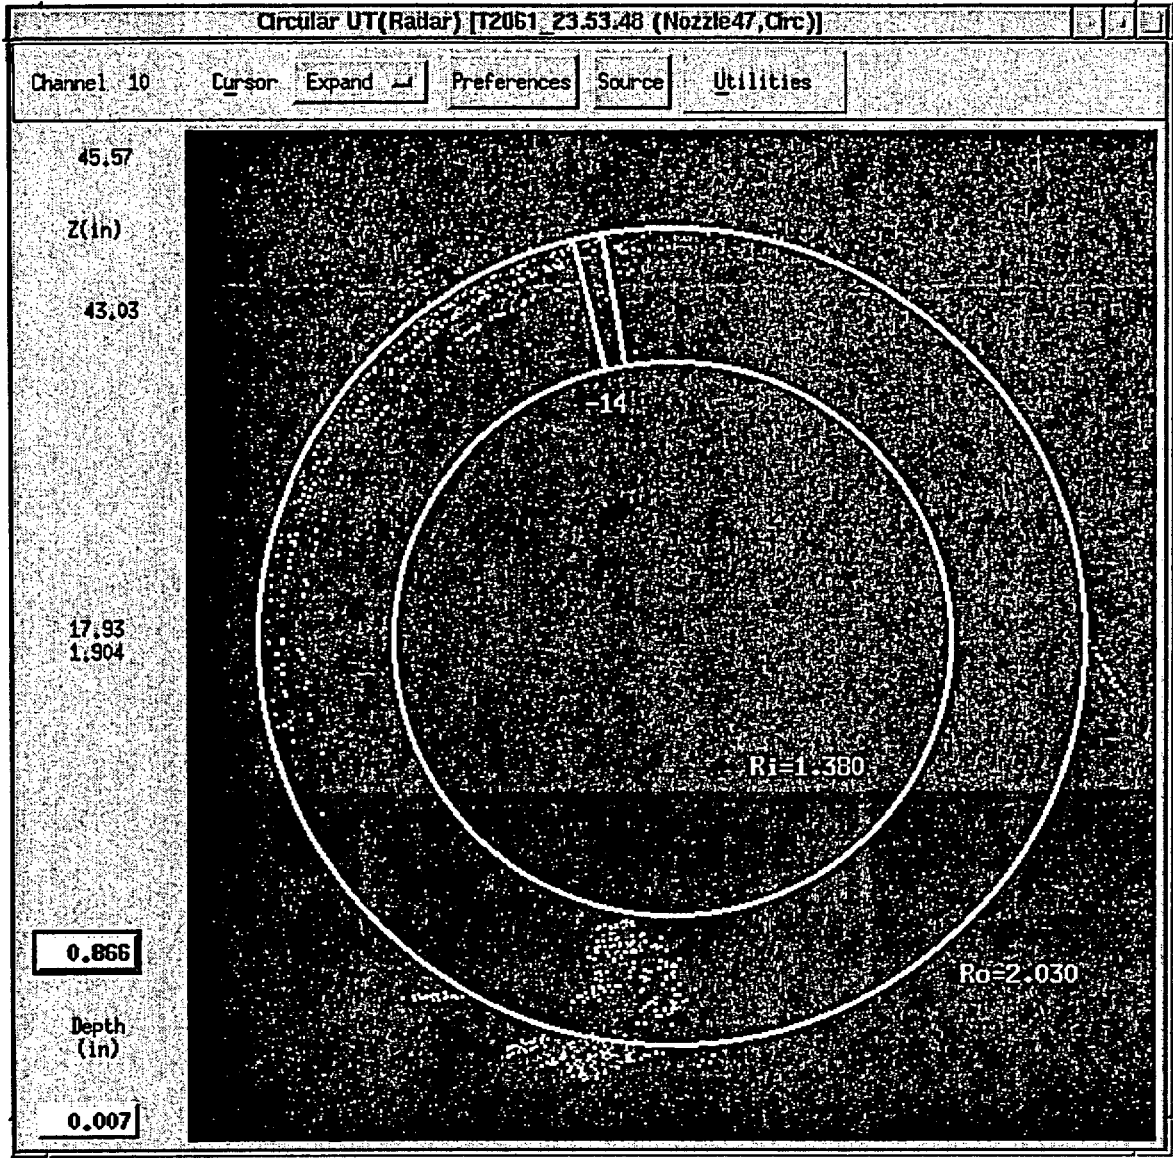 Circular UT(Radar) [T2061_23.53.48 (Nozzle47,Circ)]
Channel 10 Cursor Expand Preferences Source Utilities
45.57
Z(in)
43.03
-14
17.93
1.904
Ri=1.380
0.866
Ro=2.030
Depth
(in)
0.007